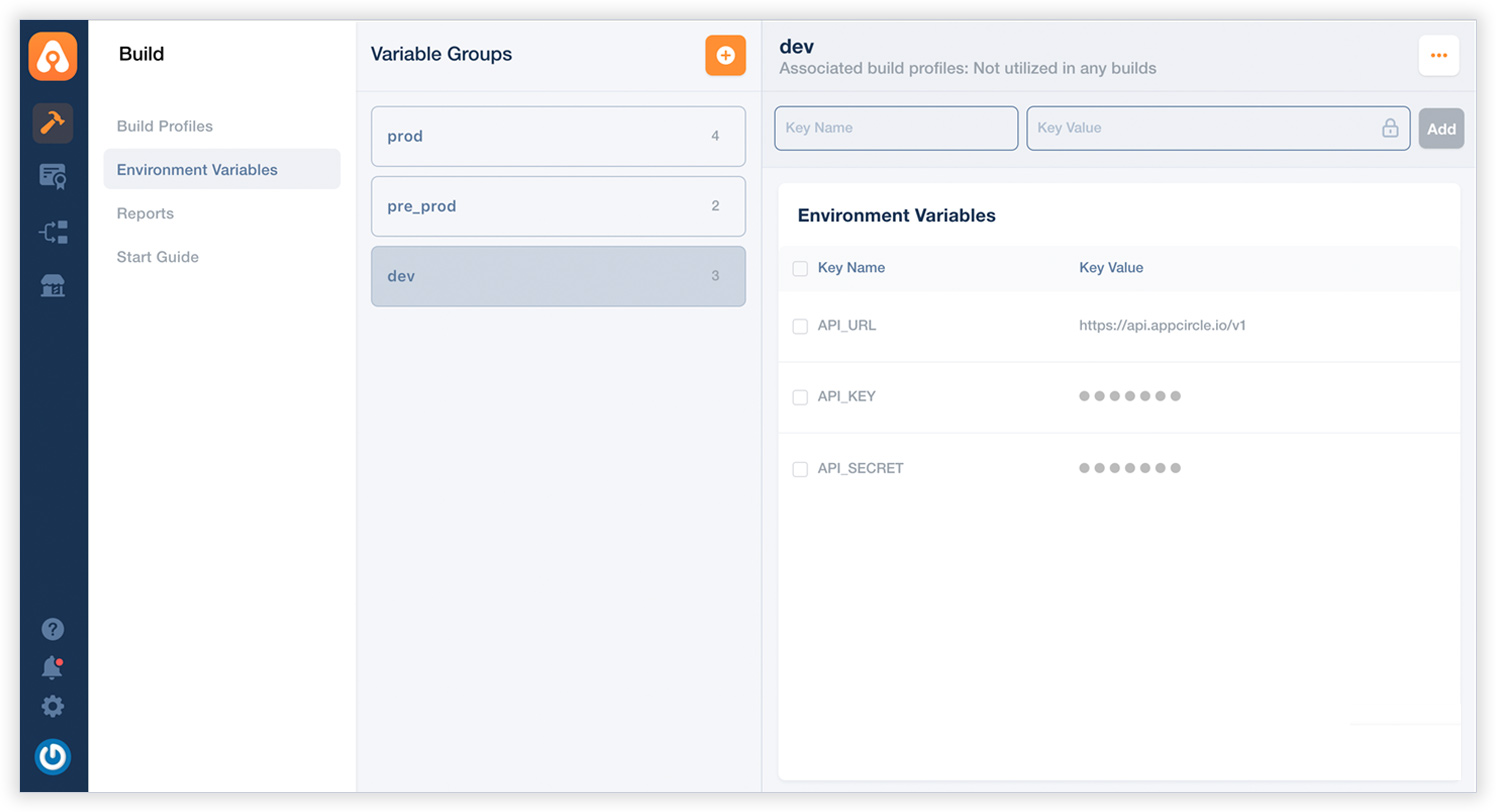 Build
Build Profiles
Environment Variables
Reports
Start Guide
Variable Groups
prod 4
pre_prod 2
dev 3
dev
Associated build profiles: Not utilized in any builds
Key Name Key Value Add
Environment Variables
Key Name Key Value
API_URL https://api.appcircle.io/v1
API_KEY
API_SECRET